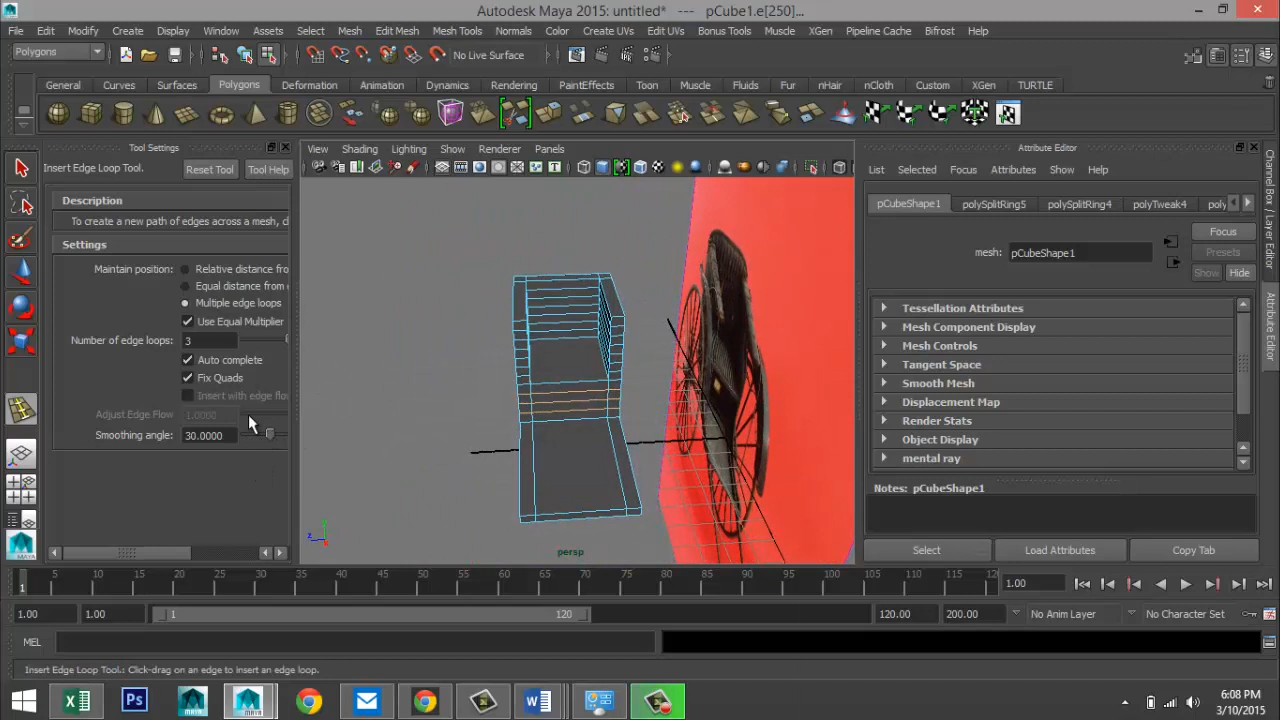 Autodesk Maya 2015: untitled* --- pCube1.e[250]...
File Edit Modify Create Display Window Assets Select Mesh Edit Mesh Mesh Tools Normals Color Create UVs Edit UVs Bonus Tools Muscle XGen Pipeline Cache Bifrost Help
Polygons No Live Surface
General Curves Surfaces Polygons Deformation Animation Dynamics Rendering PaintEffects Toon Muscle Fluids Fur nHair nCloth Custom XGen TURTLE
Tool Settings
Insert Edge Loop Tool. Reset Tool Tool Help
Description
To create a new path of edges across a mesh, cl
Settings
Maintain position: Relative distance fro
Equal distance from
Multiple edge loops
Use Equal Multiplier
Number of edge loops: 3
Auto complete
Fix Quads
Insert with edge flow
Adjust Edge Flow 1.0000
Smoothing angle: 30.0000
View Shading Lighting Show Renderer Panels
persp
Attribute Editor
List Selected Focus Attributes Show Help
pCubeShape1 polySplitRing5 polySplitRing4 polyTweak4 poly
Focus
Presets
mesh: pCubeShape1
Show Hide
Tessellation Attributes
Mesh Component Display
Mesh Controls
Tangent Space
Smooth Mesh
Displacement Map
Render Stats
Object Display
mental ray
Notes: pCubeShape1
Select Load Attributes Copy Tab
Channel Box / Layer Editor
Attribute Editor
1 5 10 15 20 25 30 35 40 45 50 55 60 65 70 75 80 85 90 95 100 105 110 115 120 1.00
1.00 1.00 1 120 120.00 200.00 No Anim Layer No Character Set
MEL
Insert Edge Loop Tool.: Click-drag on an edge to insert an edge loop.
6:08 PM
3/10/2015